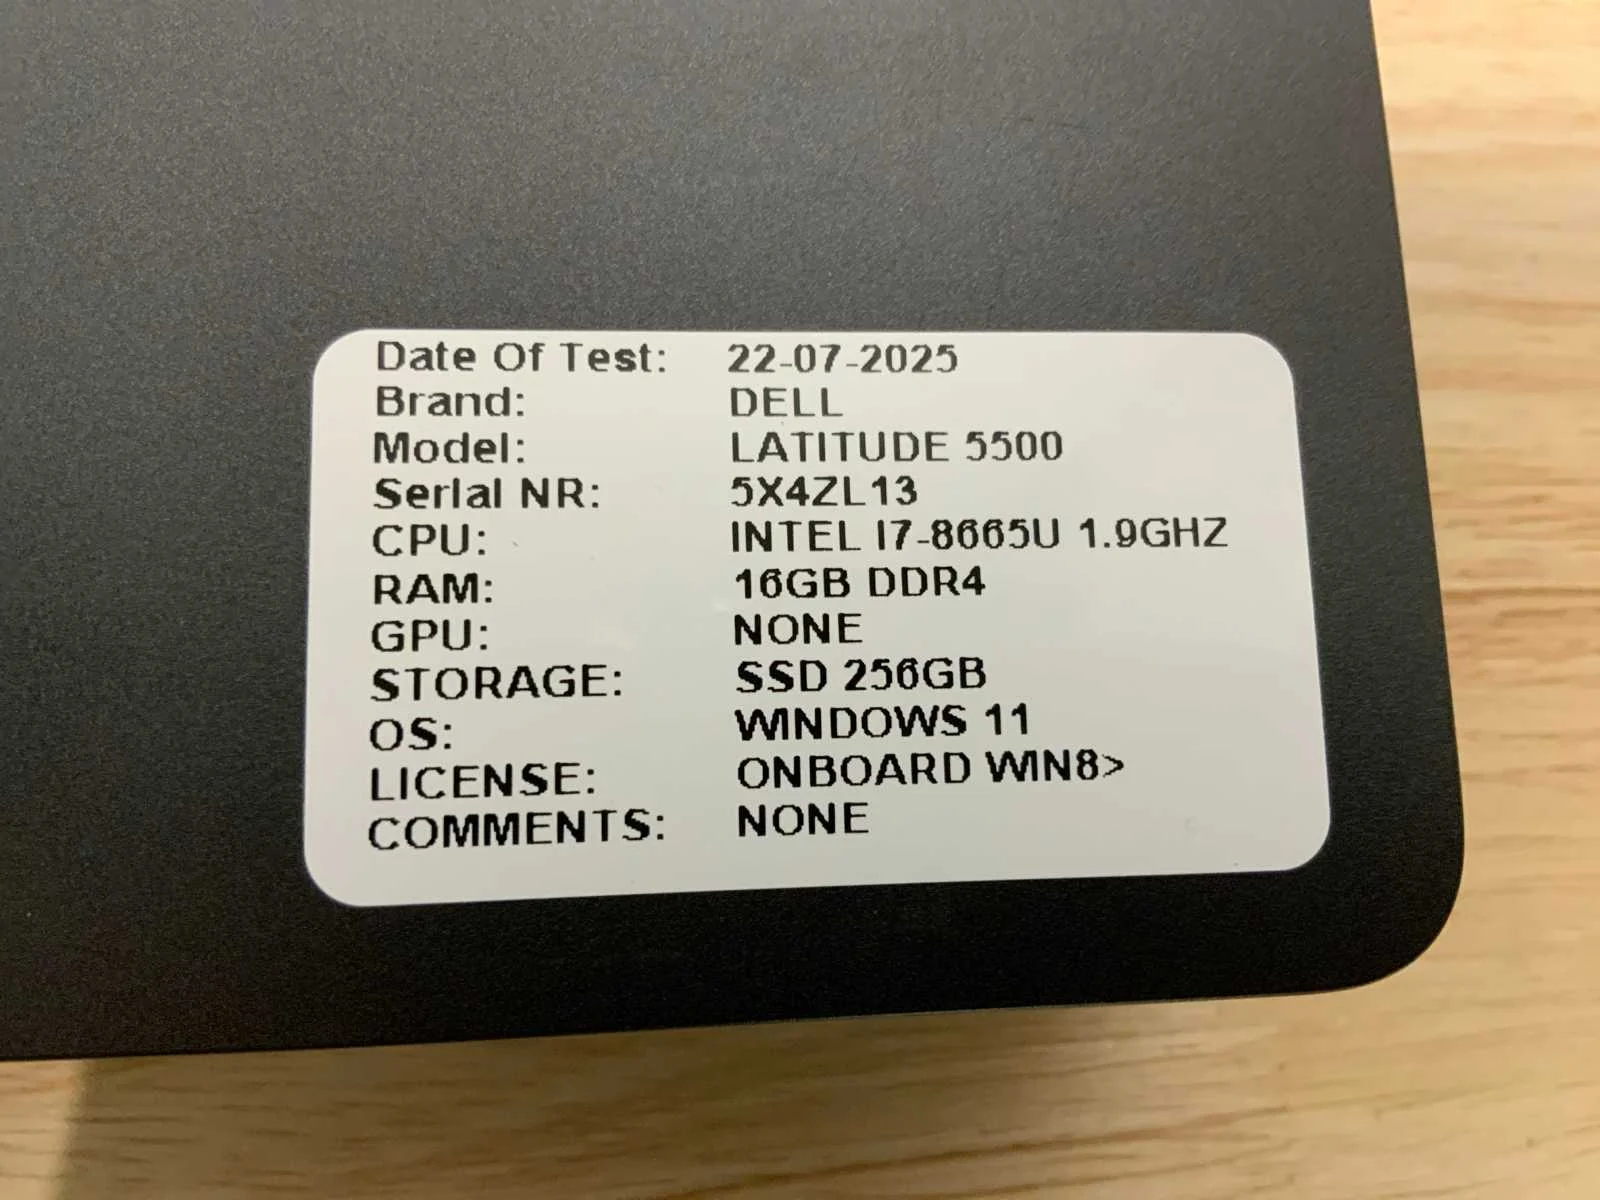 Date Of Test: 22-07-2025
Brand: DELL
Model: LATITUDE 5500
Serial NR: 5X4ZL13
CPU: INTEL I7-8665U 1.9GHZ
RAM: 16GB DDR4
GPU: NONE
STORAGE: SSD 256GB
OS: WINDOWS 11
LICENSE: ONBOARD WIN8>
COMMENTS: NONE